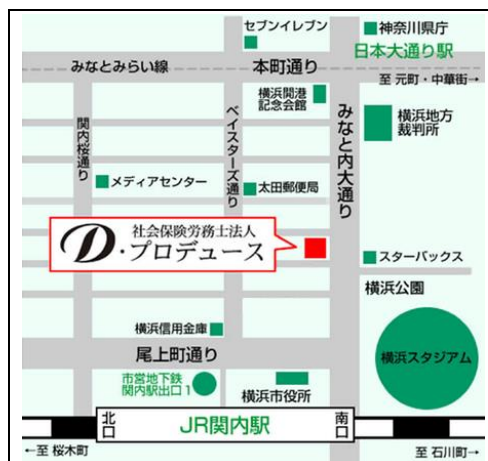 セブンイレブン
神奈川県庁
日本大通り駅
みなとみらい線
本町通り
至 元町・中華街→
横浜開港
記念会館
横浜地方
裁判所
関内桜通り
ベイスターズ通り
みなと内大通り
メディアセンター
太田郵便局
社会保険労務士法人
D・プロデュース
スターバックス
横浜公園
横浜信用金庫
尾上町通り
横浜スタジアム
市営地下鉄
関内駅出口1
横浜市役所
北口
JR関内駅
南口
←至 桜木町
至 石川町→